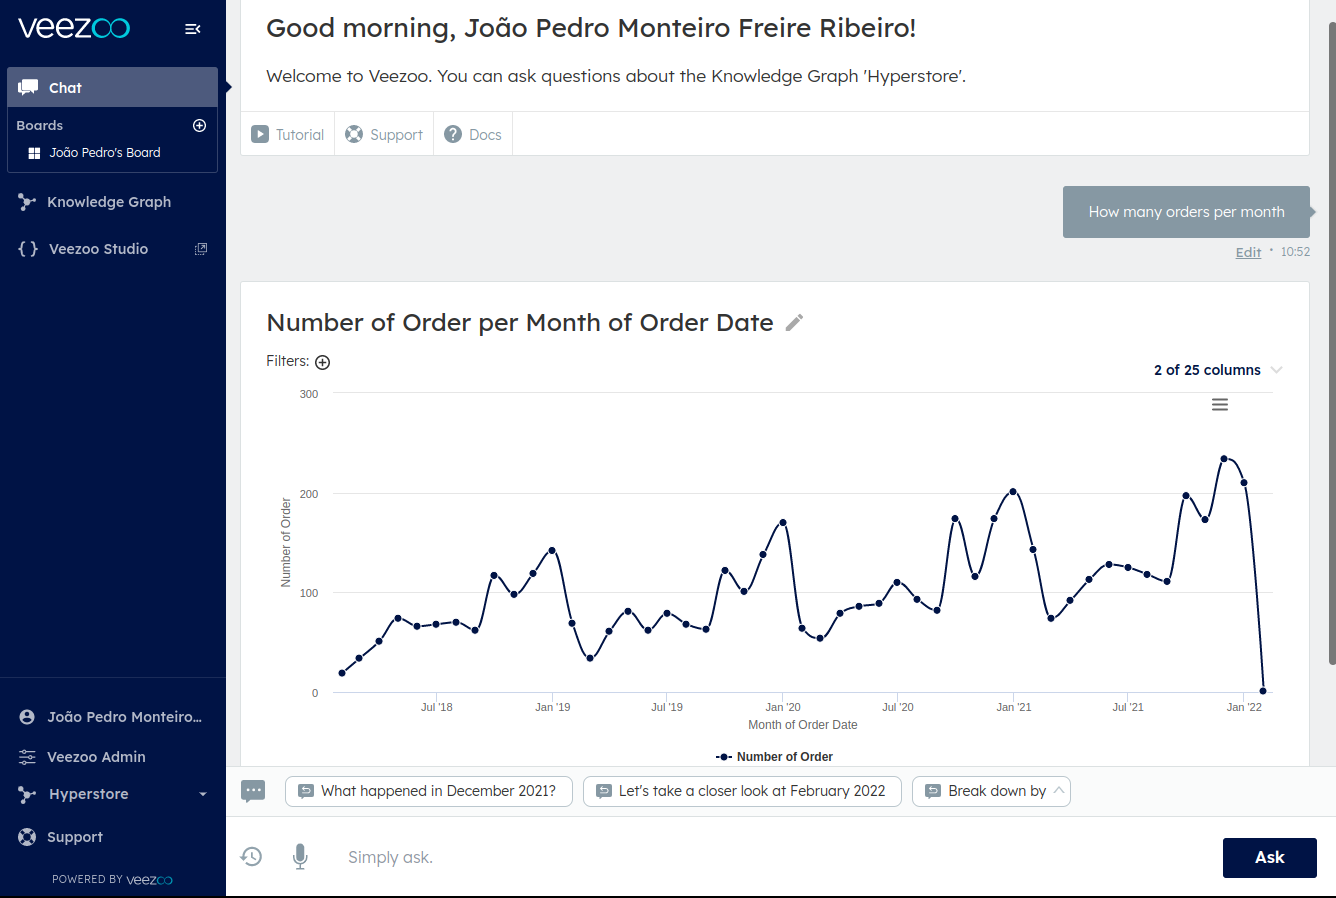 veezoo
Chat
Boards
João Pedro's Board
Knowledge Graph
{ } Veezoo Studio
João Pedro Monteiro...
Veezoo Admin
Hyperstore
Support
POWERED BY veezoo
Good morning, João Pedro Monteiro Freire Ribeiro!
Welcome to Veezoo. You can ask questions about the Knowledge Graph 'Hyperstore'.
Tutorial Support Docs
How many orders per month
Edit • 10:52
Number of Order per Month of Order Date
Filters:
2 of 25 columns
300
200
100
0
Number of Order
Jul '18 Jan '19 Jul '19 Jan '20 Jul '20 Jan '21 Jul '21 Jan '22
Month of Order Date
Number of Order
What happened in December 2021? Let's take a closer look at February 2022 Break down by
Simply ask. Ask